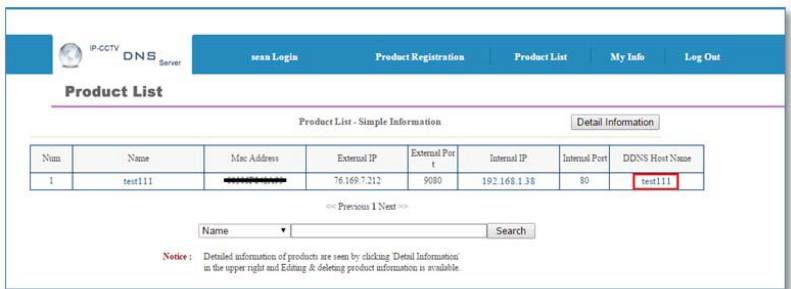 IP-CCTV DNS Server
sean Login Product Registration Product List My Info Log Out
Product List
Product List - Simple Information Detail Information
Num Name Mac Address External IP External Por
t Internal IP Internal Port DDNS Host Name
1 test111 76.169.7.212 9080 192.168.1.38 80 test111
<< Previous 1 Next >>
Name Search
Notice : Detailed information of products are seen by clicking 'Detail Information'
in the upper right and Editing & deleting product information is available.